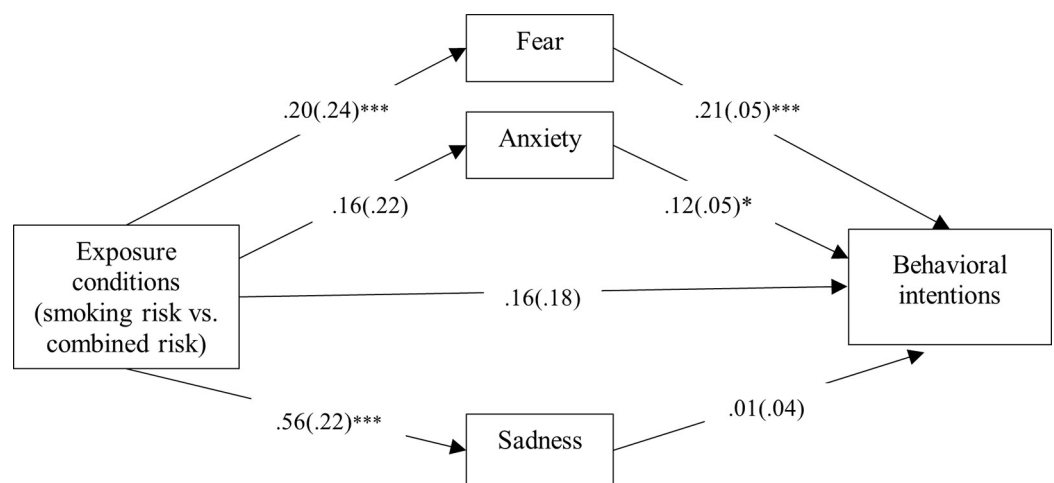 Fear
.20(.24)***
.21(.05)***
Anxiety
.16(.22)
.12(.05)*
Exposure
conditions
(smoking risk vs.
combined risk)
Behavioral
intentions
.16(.18)
.56(.22)***
.01(.04)
Sadness